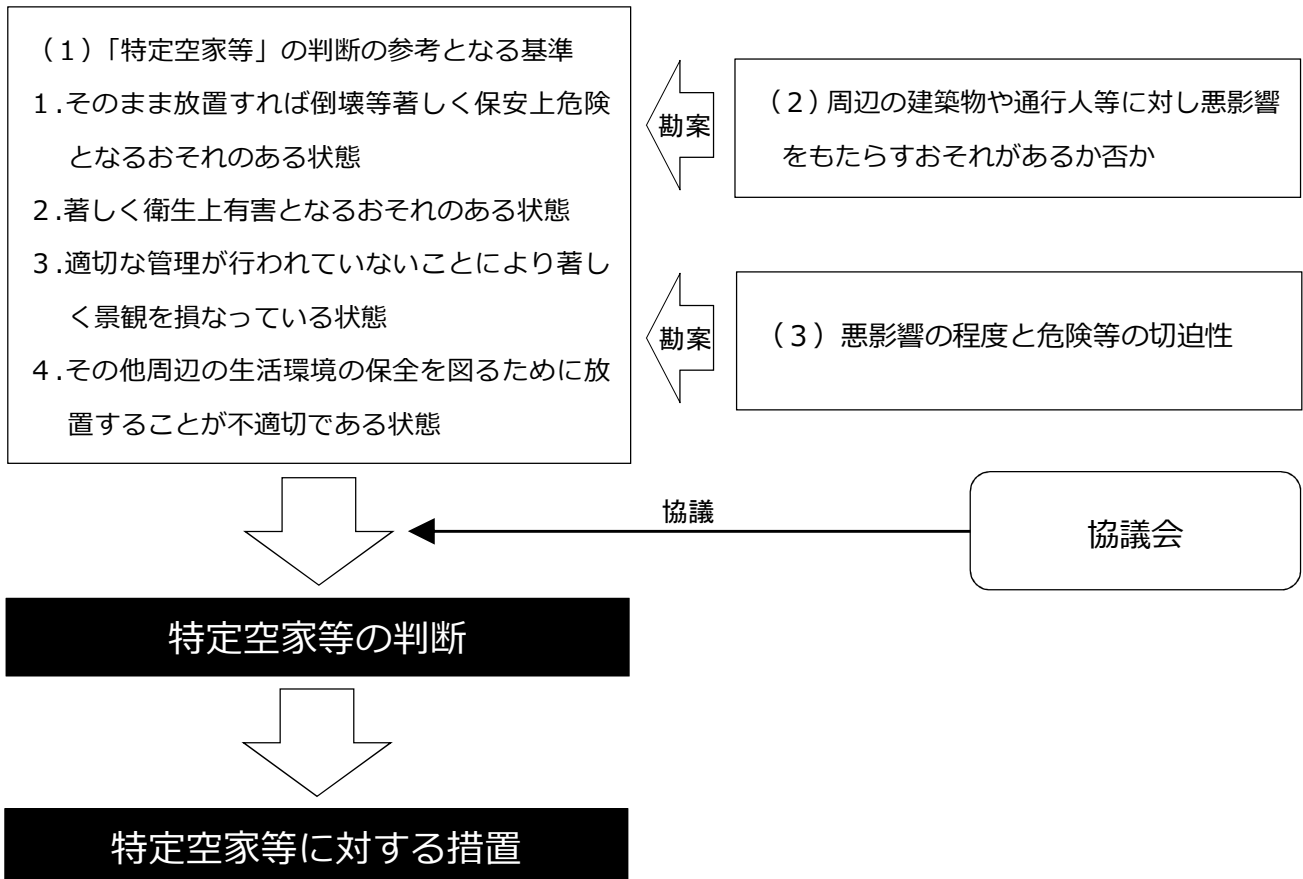 （１）「特定空家等」の判断の参考となる基準
１.そのまま放置すれば倒壊等著しく保安上危険
となるおそれのある状態
２.著しく衛生上有害となるおそれのある状態
３.適切な管理が行われていないことにより著し
く景観を損なっている状態
４.その他周辺の生活環境の保全を図るために放
置することが不適切である状態
勘案
（２）周辺の建築物や通行人等に対し悪影響
をもたらすおそれがあるか否か
勘案
（３）悪影響の程度と危険等の切迫性
協議
協議会
特定空家等の判断
特定空家等に対する措置